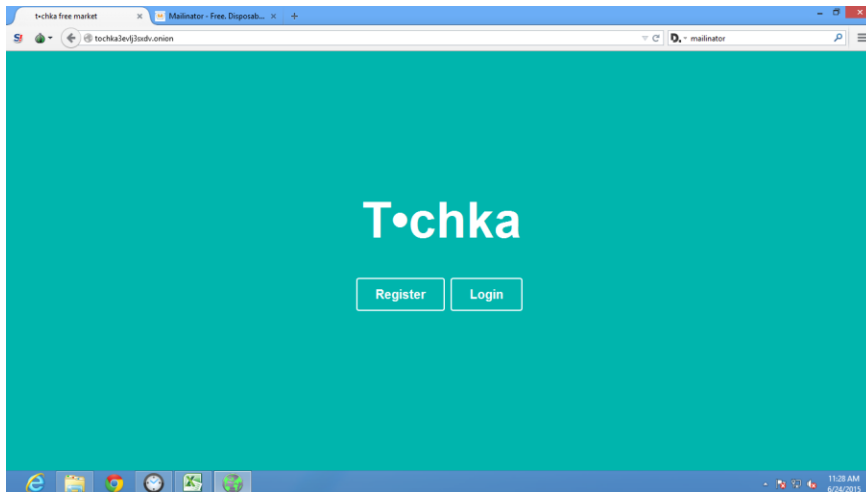 t•chka free market
Mailinator - Free, Disposab...
tochka3evlj3sxdv.onion
mailinator
T•chka
Register
Login
11:28 AM
6/24/2015